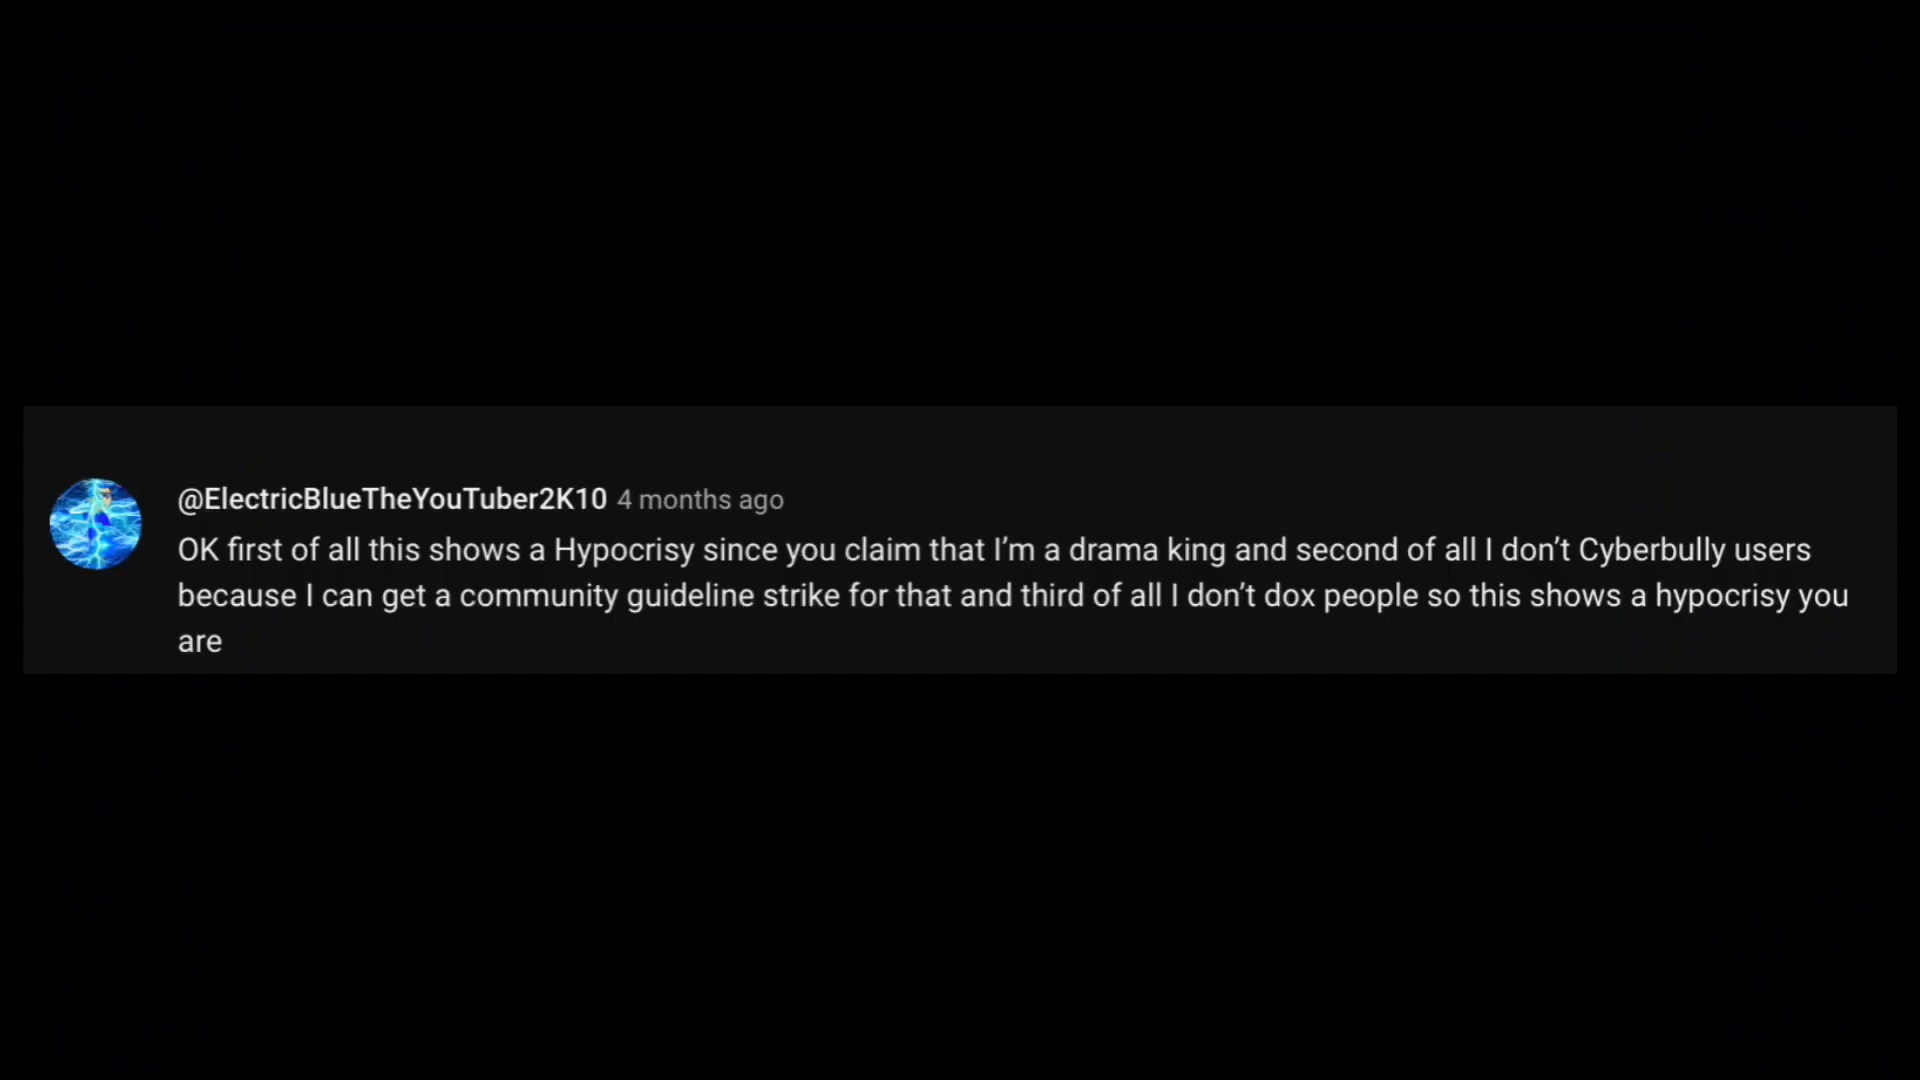 @ElectricBlueTheYouTuber2K10 4 months ago
OK first of all this shows a Hypocrisy since you claim that I’m a drama king and second of all I don’t Cyberbully users
because I can get a community guideline strike for that and third of all I don’t dox people so this shows a hypocrisy you
are